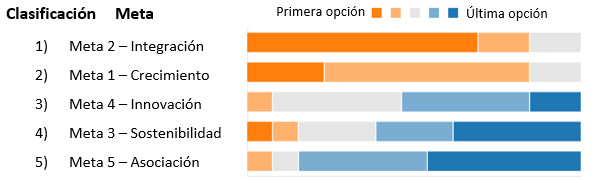 Clasificación Meta Primera opción Última opción
1) Meta 2 – Integración
2) Meta 1 – Crecimiento
3) Meta 4 – Innovación
4) Meta 3 – Sostenibilidad
5) Meta 5 – Asociación